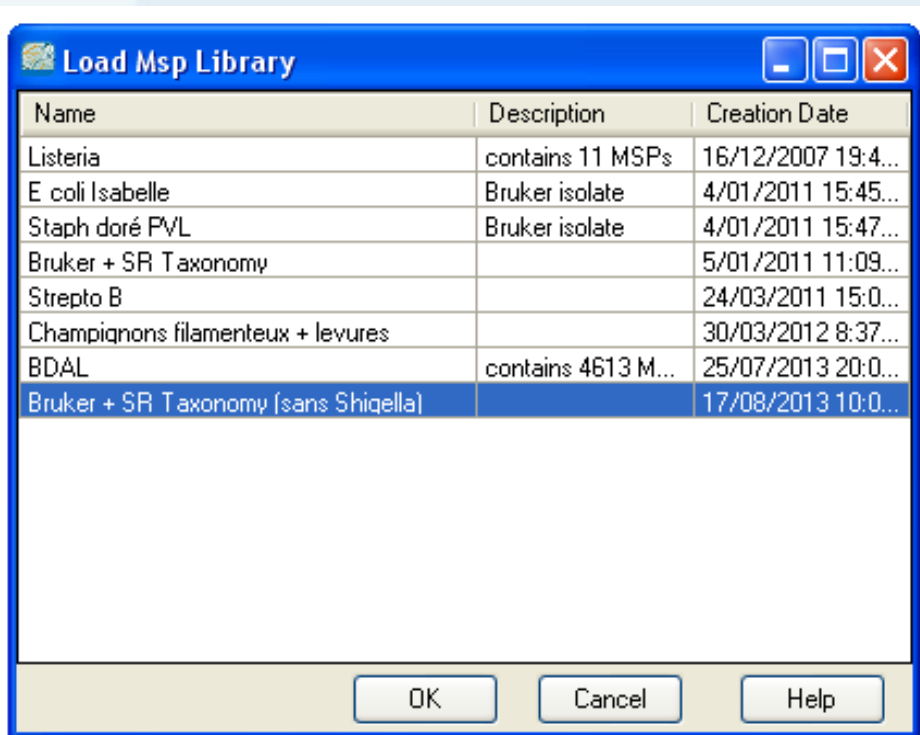 Load Msp Library
Name Description Creation Date
Listeria contains 11 MSPs 16/12/2007 19:4...
E coli Isabelle Bruker isolate 4/01/2011 15:45...
Staph doré PVL Bruker isolate 4/01/2011 15:47...
Bruker + SR Taxonomy 5/01/2011 11:09...
Strepto B 24/03/2011 15:0...
Champignons filamenteux + levures 30/03/2012 8:37...
BDAL contains 4613 M... 25/07/2013 20:0...
Bruker + SR Taxonomy (sans Shigella) 17/08/2013 10:0...
OK Cancel Help